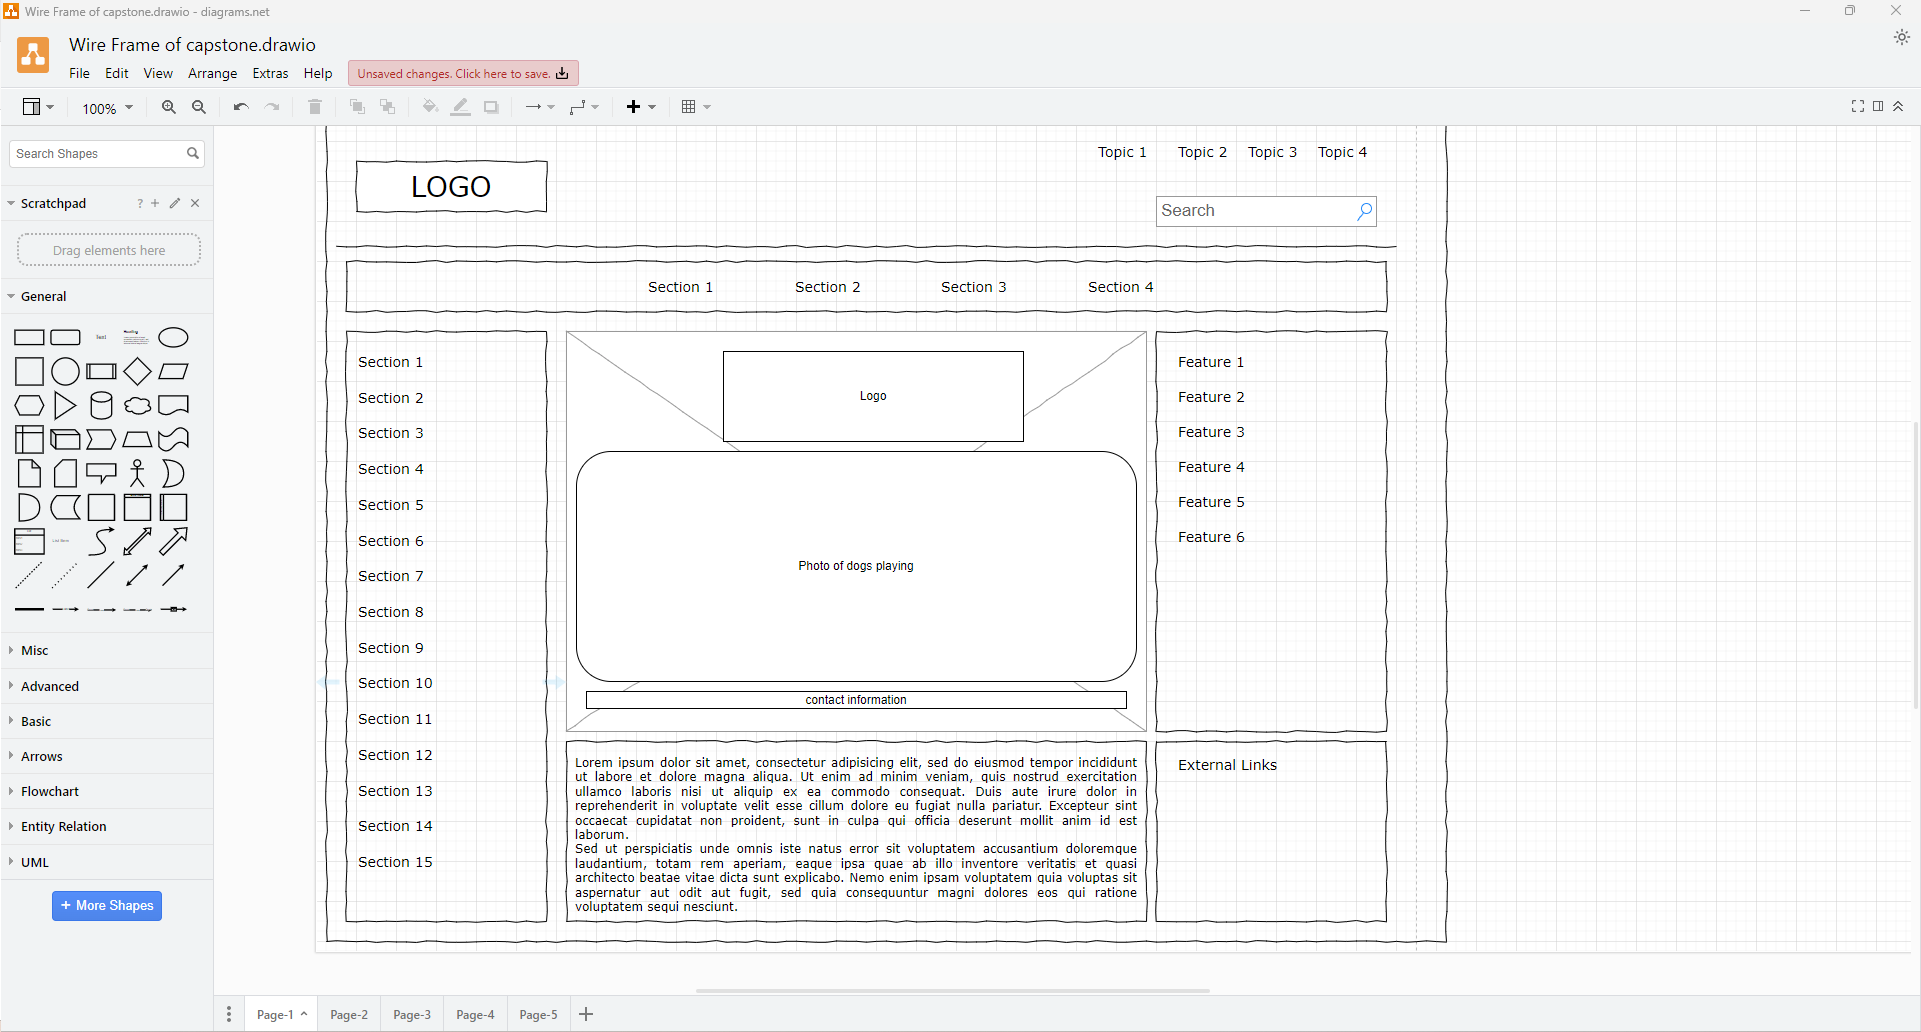 Wire Frame of capstone.drawio - diagrams.net
Wire Frame of capstone.drawio
File Edit View Arrange Extras Help Unsaved changes. Click here to save.
100%
Search Shapes
Scratchpad ? + 
Drag elements here
General
Text
Heading
List Item
Misc
Advanced
Basic
Arrows
Flowchart
Entity Relation
UML
+ More Shapes
Topic 1 Topic 2 Topic 3 Topic 4
LOGO
Search
Section 1 Section 2 Section 3 Section 4
Section 1
Section 2
Section 3
Section 4
Section 5
Section 6
Section 7
Section 8
Section 9
Section 10
Section 11
Section 12
Section 13
Section 14
Section 15
Logo
Photo of dogs playing
contact information
Lorem ipsum dolor sit amet, consectetur adipisicing elit, sed do eiusmod tempor incididunt
ut labore et dolore magna aliqua. Ut enim ad minim veniam, quis nostrud exercitation
ullamco laboris nisi ut aliquip ex ea commodo consequat. Duis aute irure dolor in
reprehenderit in voluptate velit esse cillum dolore eu fugiat nulla pariatur. Excepteur sint
occaecat cupidatat non proident, sunt in culpa qui officia deserunt mollit anim id est
laborum.
Sed ut perspiciatis unde omnis iste natus error sit voluptatem accusantium doloremque
laudantium, totam rem aperiam, eaque ipsa quae ab illo inventore veritatis et quasi
architecto beatae vitae dicta sunt explicabo. Nemo enim ipsam voluptatem quia voluptas sit
aspernatur aut odit aut fugit, sed quia consequuntur magni dolores eos qui ratione
voluptatem sequi nesciunt.
Feature 1
Feature 2
Feature 3
Feature 4
Feature 5
Feature 6
External Links
Page-1 Page-2 Page-3 Page-4 Page-5